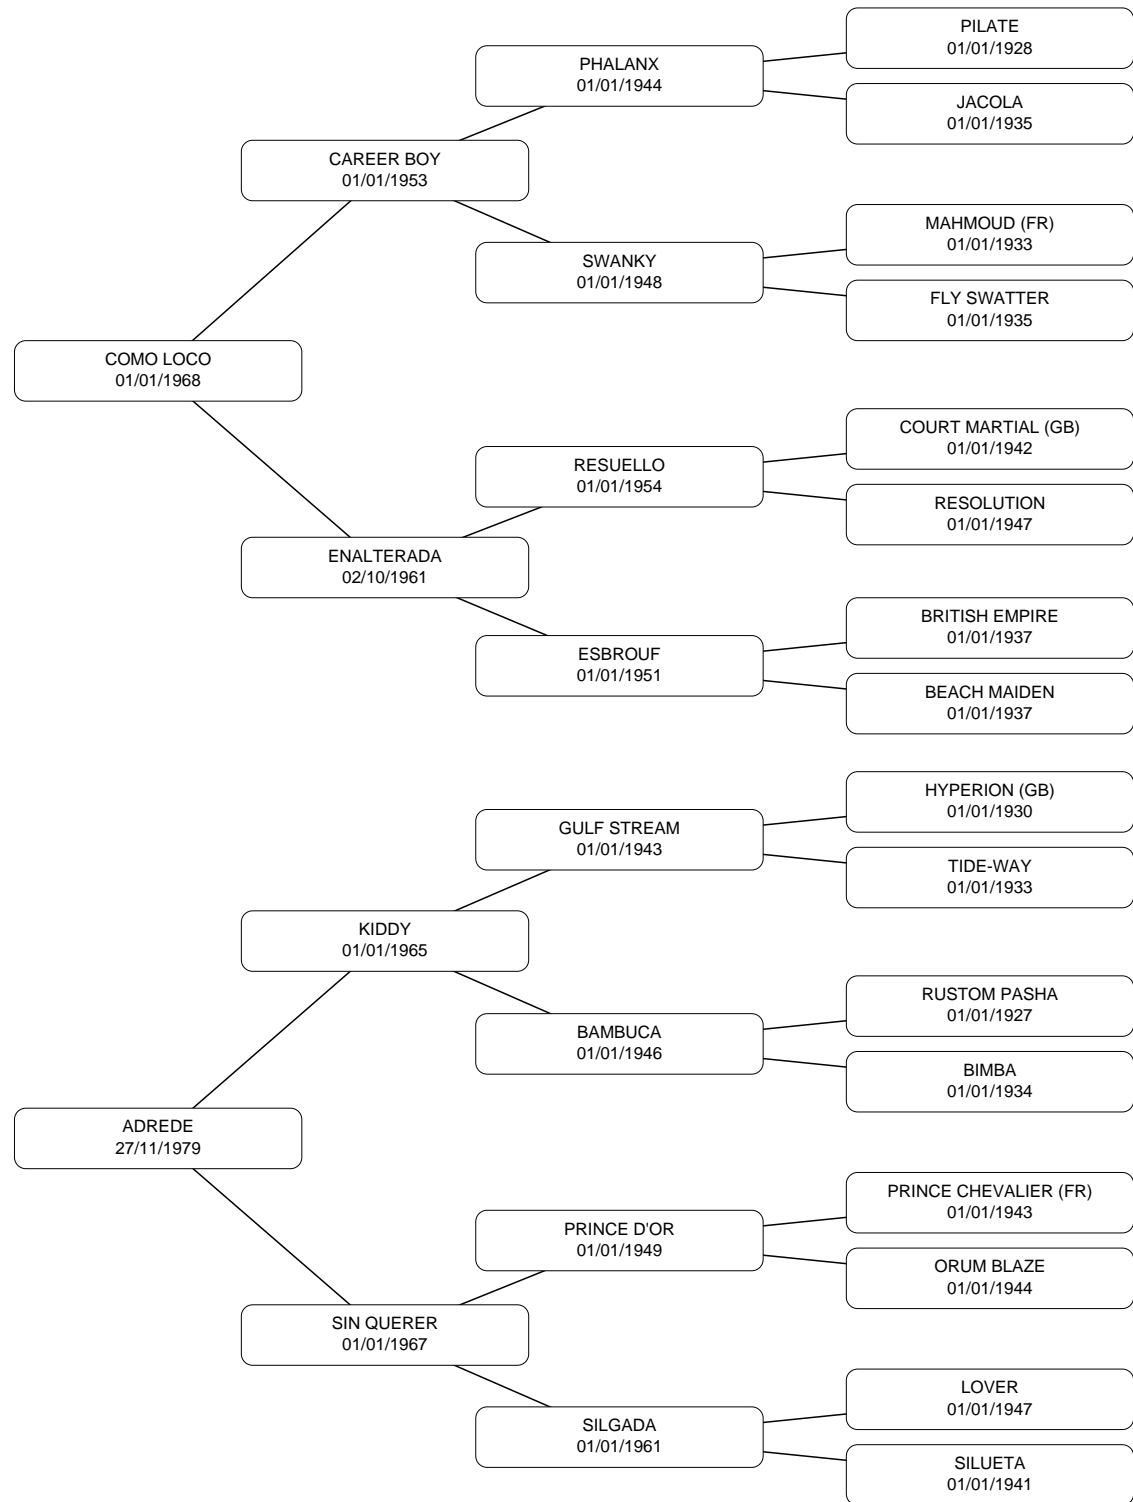 PILATE
01/01/1928
PHALANX
01/01/1944
JACOLA
01/01/1935
CAREER BOY
01/01/1953
MAHMOUD (FR)
01/01/1933
SWANKY
01/01/1948
FLY SWATTER
01/01/1935
COMO LOCO
01/01/1968
COURT MARTIAL (GB)
01/01/1942
RESUELLO
01/01/1954
RESOLUTION
01/01/1947
ENALTERADA
02/10/1961
BRITISH EMPIRE
01/01/1937
ESBROUF
01/01/1951
BEACH MAIDEN
01/01/1937
HYPERION (GB)
01/01/1930
GULF STREAM
01/01/1943
TIDE-WAY
01/01/1933
KIDDY
01/01/1965
RUSTOM PASHA
01/01/1927
BAMBUCA
01/01/1946
BIMBA
01/01/1934
ADREDE
27/11/1979
PRINCE CHEVALIER (FR)
01/01/1943
PRINCE D'OR
01/01/1949
ORUM BLAZE
01/01/1944
SIN QUERER
01/01/1967
LOVER
01/01/1947
SILGADA
01/01/1961
SILUETA
01/01/1941